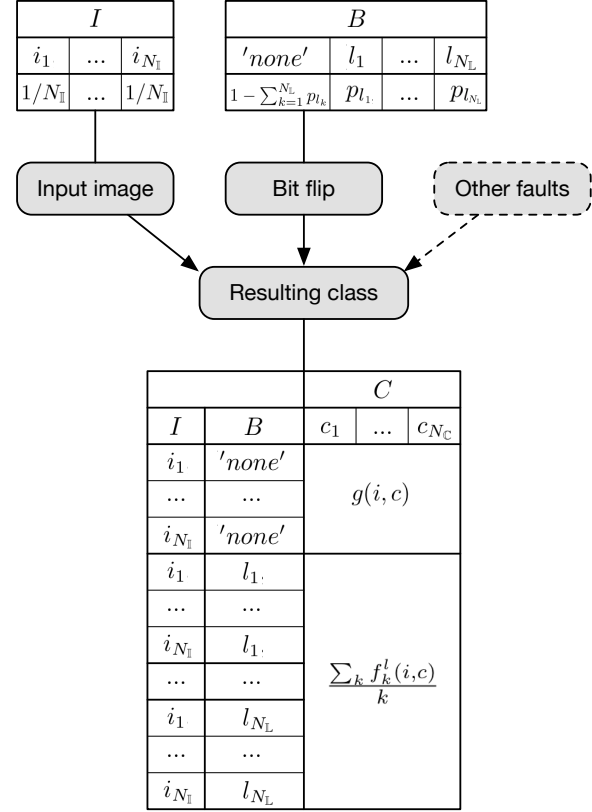 I B
i_1 ... i_{N_𝕀} 'none' l_1 ... l_{N_𝕃}
1/N_𝕀 ... 1/N_𝕀 1 − ∑_{k=1}^{N_𝕃} p_{l_k} p_{l_1} ... p_{l_{N_𝕃}}
Input image Bit flip Other faults
Resulting class
C
I B c_1 ... c_{N_ℂ}
i_1 'none'
... ... g(i, c)
i_{N_𝕀} 'none'
i_1 l_1
... ...
i_{N_𝕀} l_1
... ... ∑_k f_k^l(i,c) / k
i_1 l_{N_𝕃}
... ...
i_{N_𝕀} l_{N_𝕃}